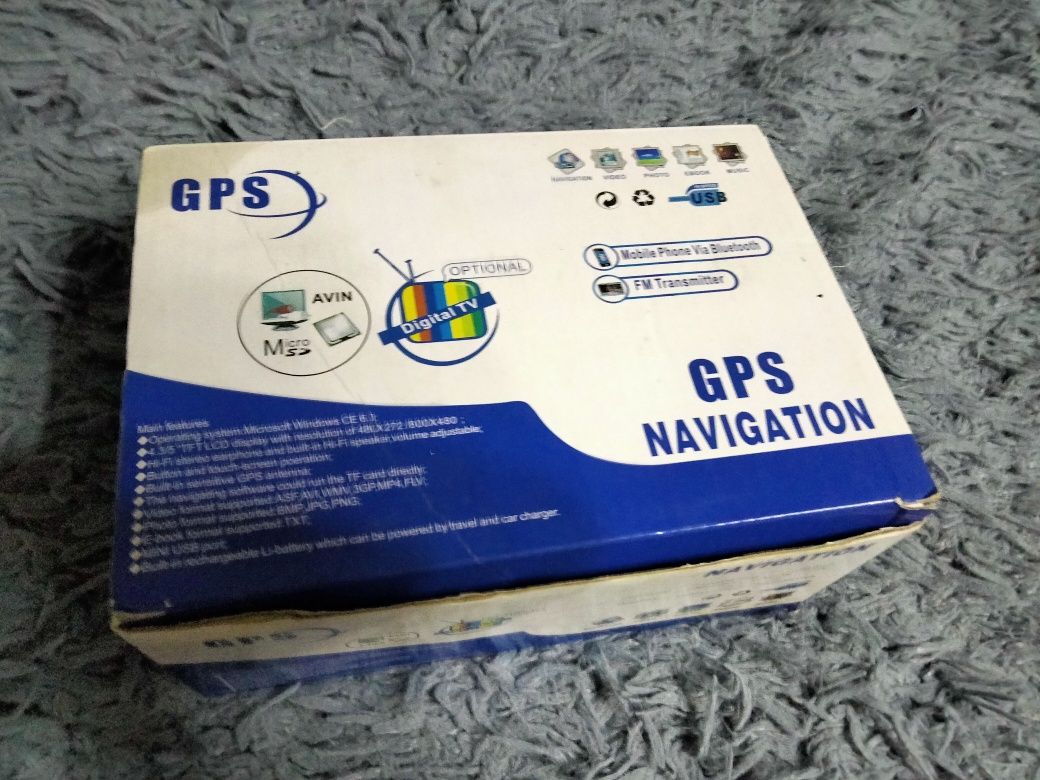 GPS
NAVIGATION VIDEO PHOTO EBOOK MUSIC
USB
OPTIONAL
Mobile Phone Via Bluetooth
FM Transmitter
AVIN
Micro SD
Digital TV
GPS
NAVIGATION
Main features
◆Operating system:Microsoft Windows CE 6.0;
◆4.3/5"TFT LCD display with resolution of 480X272 /800X480 ;
◆Hi-Fi stereo earphone and built-in Hi-Fi speaker,volume adjustable;
◆Button and touch screen poeration;
◆Built-in sensitive GPS antenna;
◆The navigating software could run the TF card directly;
◆Video format supported:ASF,AVI,WMV,3GP,MP4,FLV;
◆Photo format supported:BMP,JPG,PNG;
◆E-book format supported:TXT;
◆MINI USB port;
◆Built-in rechargeable Li-battery which can be powered by travel and car charger.
NAVIGATION
GPS